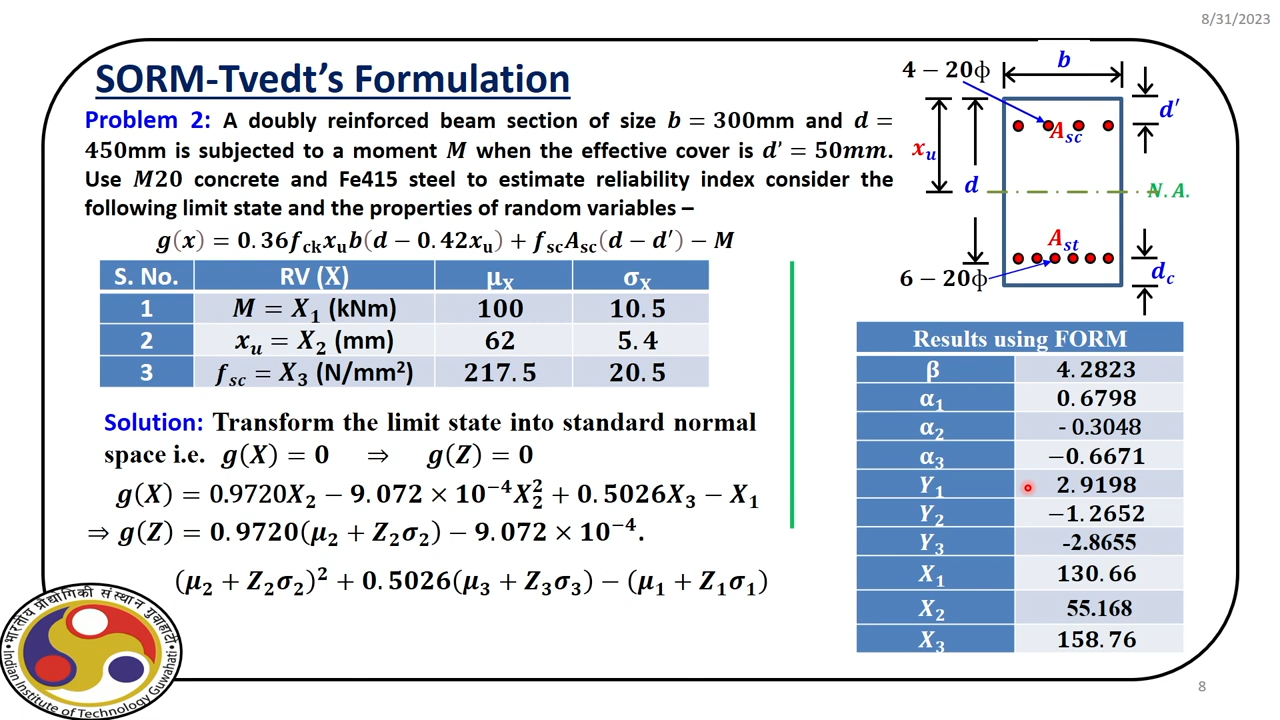 8/31/2023
SORM-Tvedt's Formulation
Problem 2: A doubly reinforced beam section of size b = 300mm and d =
450mm is subjected to a moment M when the effective cover is d′ = 50mm.
Use M20 concrete and Fe415 steel to estimate reliability index consider the
following limit state and the properties of random variables –
g(x) = 0.36f_ck x_u b(d − 0.42x_u) + f_sc A_sc(d − d′) − M
S. No. RV (X) μ_X σ_X
1 M = X₁ (kNm) 100 10.5
2 x_u = X₂ (mm) 62 5.4
3 f_sc = X₃ (N/mm²) 217.5 20.5
Solution: Transform the limit state into standard normal
space i.e. g(X) = 0 ⇒ g(Z) = 0
g(X) = 0.9720X₂ − 9.072 × 10⁻⁴X₂² + 0.5026X₃ − X₁
⇒ g(Z) = 0.9720(μ₂ + Z₂σ₂) − 9.072 × 10⁻⁴.
(μ₂ + Z₂σ₂)² + 0.5026(μ₃ + Z₃σ₃) − (μ₁ + Z₁σ₁)
4 − 20ф
b
d′
A_sc
x_u
d
N.A.
A_st
6 − 20ф
d_c
Results using FORM
β 4.2823
α₁ 0.6798
α₂ - 0.3048
α₃ −0.6671
Y₁ 2.9198
Y₂ −1.2652
Y₃ -2.8655
X₁ 130.66
X₂ 55.168
X₃ 158.76
भारतीय प्रौद्योगिकी संस्थान गुवाहाटी
Indian Institute of Technology Guwahati
8